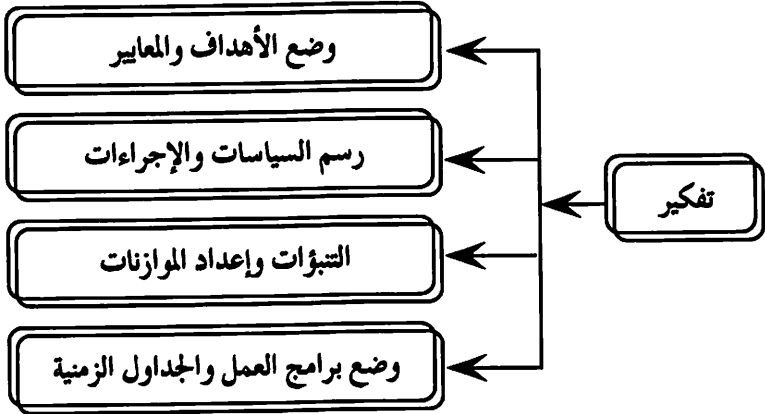 تفكير
وضع الأهداف والمعايير
رسم السياسات والإجراءات
التنبؤات وإعداد الموازنات
وضع برامج العمل والجداول الزمنية